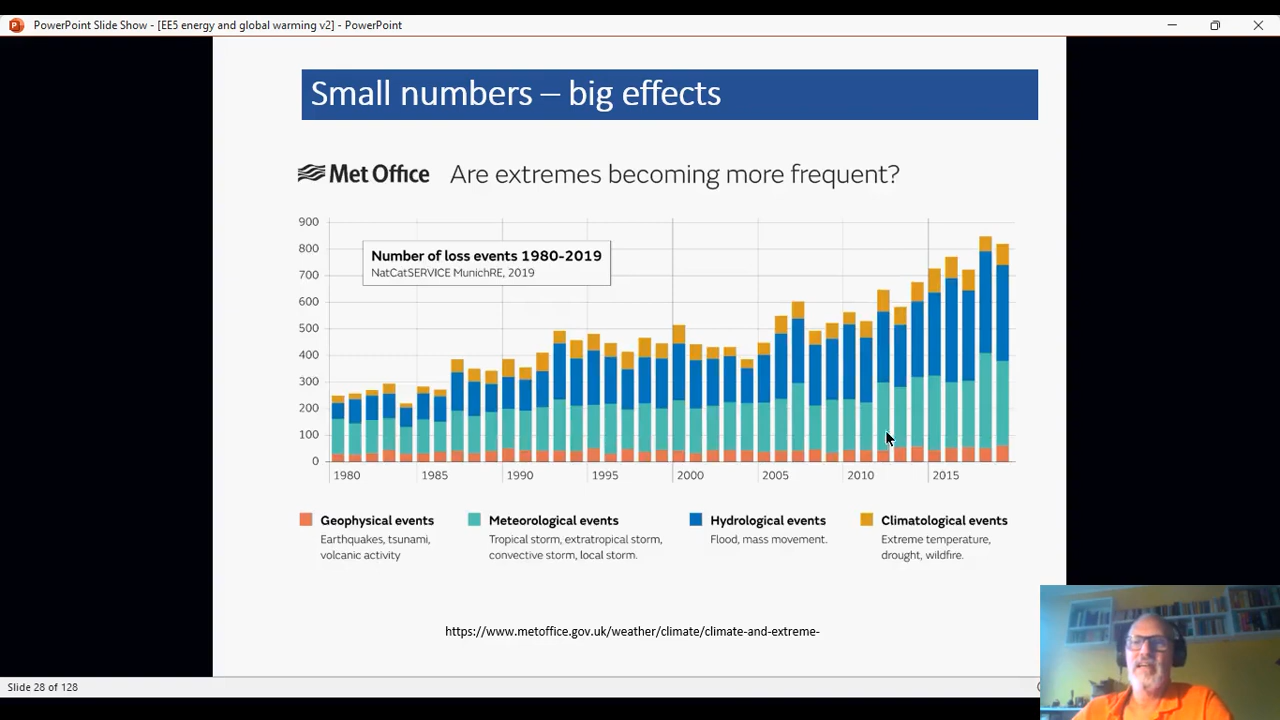 PowerPoint Slide Show - [EE5 energy and global warming v2] - PowerPoint
Small numbers – big effects
Met Office Are extremes becoming more frequent?
900
800
700
600
500
400
300
200
100
0
Number of loss events 1980-2019
NatCatSERVICE MunichRE, 2019
1980 1985 1990 1995 2000 2005 2010 2015
Geophysical events
Earthquakes, tsunami,
volcanic activity
Meteorological events
Tropical storm, extratropical storm,
convective storm, local storm.
Hydrological events
Flood, mass movement.
Climatological events
Extreme temperature,
drought, wildfire.
https://www.metoffice.gov.uk/weather/climate/climate-and-extreme-
Slide 28 of 128